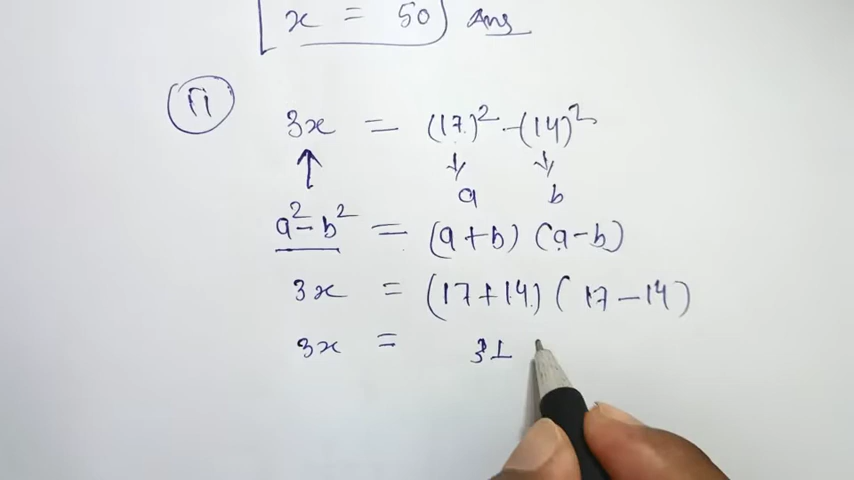 x = 50 Ans
(ii) 3x = (17)² - (14)²
a b
a² - b² = (a + b) (a - b)
3x = (17 + 14) (17 - 14)
3x = 31